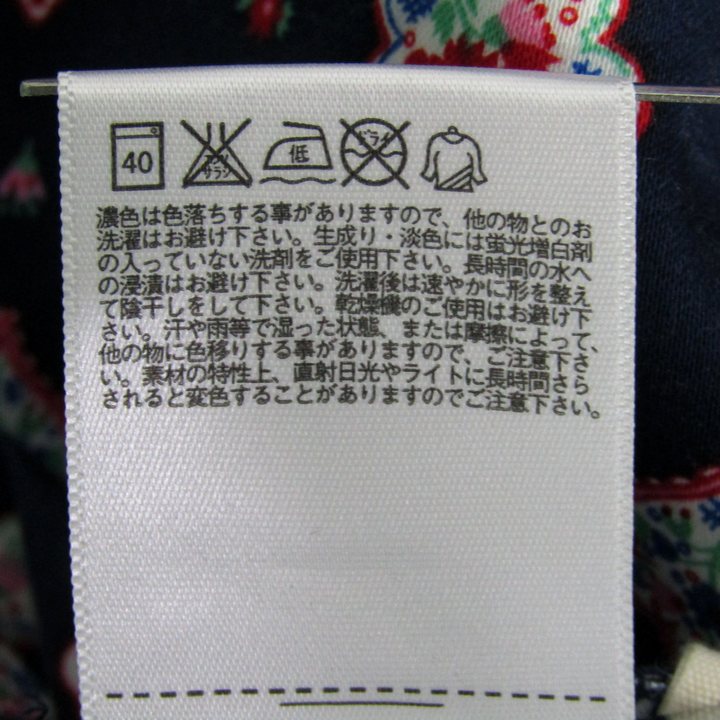 40 エンソサラシ 低 ドライ
濃色は色落ちする事がありますので、他の物とのお
洗濯はお避け下さい。生成り・淡色には蛍光増白剤
の入っていない洗剤をご使用下さい。長時間の水へ
の浸漬はお避け下さい。洗濯後は速やかに形を整え
て陰干しをして下さい。乾燥機のご使用はお避け下
さい。汗や雨等で湿った状態、または摩擦によって、
他の物に色移りする事がありますので、ご注意下さ
い。素材の特性上、直射日光やライトに長時間さら
されると変色することがありますのでご注意下さい。